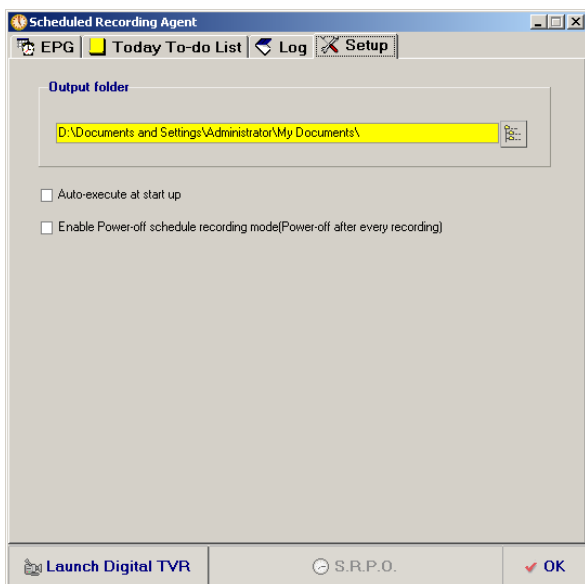 Scheduled Recording Agent
EPG Today To-do List Log Setup
Output folder
D:\Documents and Settings\Administrator\My Documents\
Auto-execute at start up
Enable Power-off schedule recording mode(Power-off after every recording)
Launch Digital TVR S.R.P.O. OK